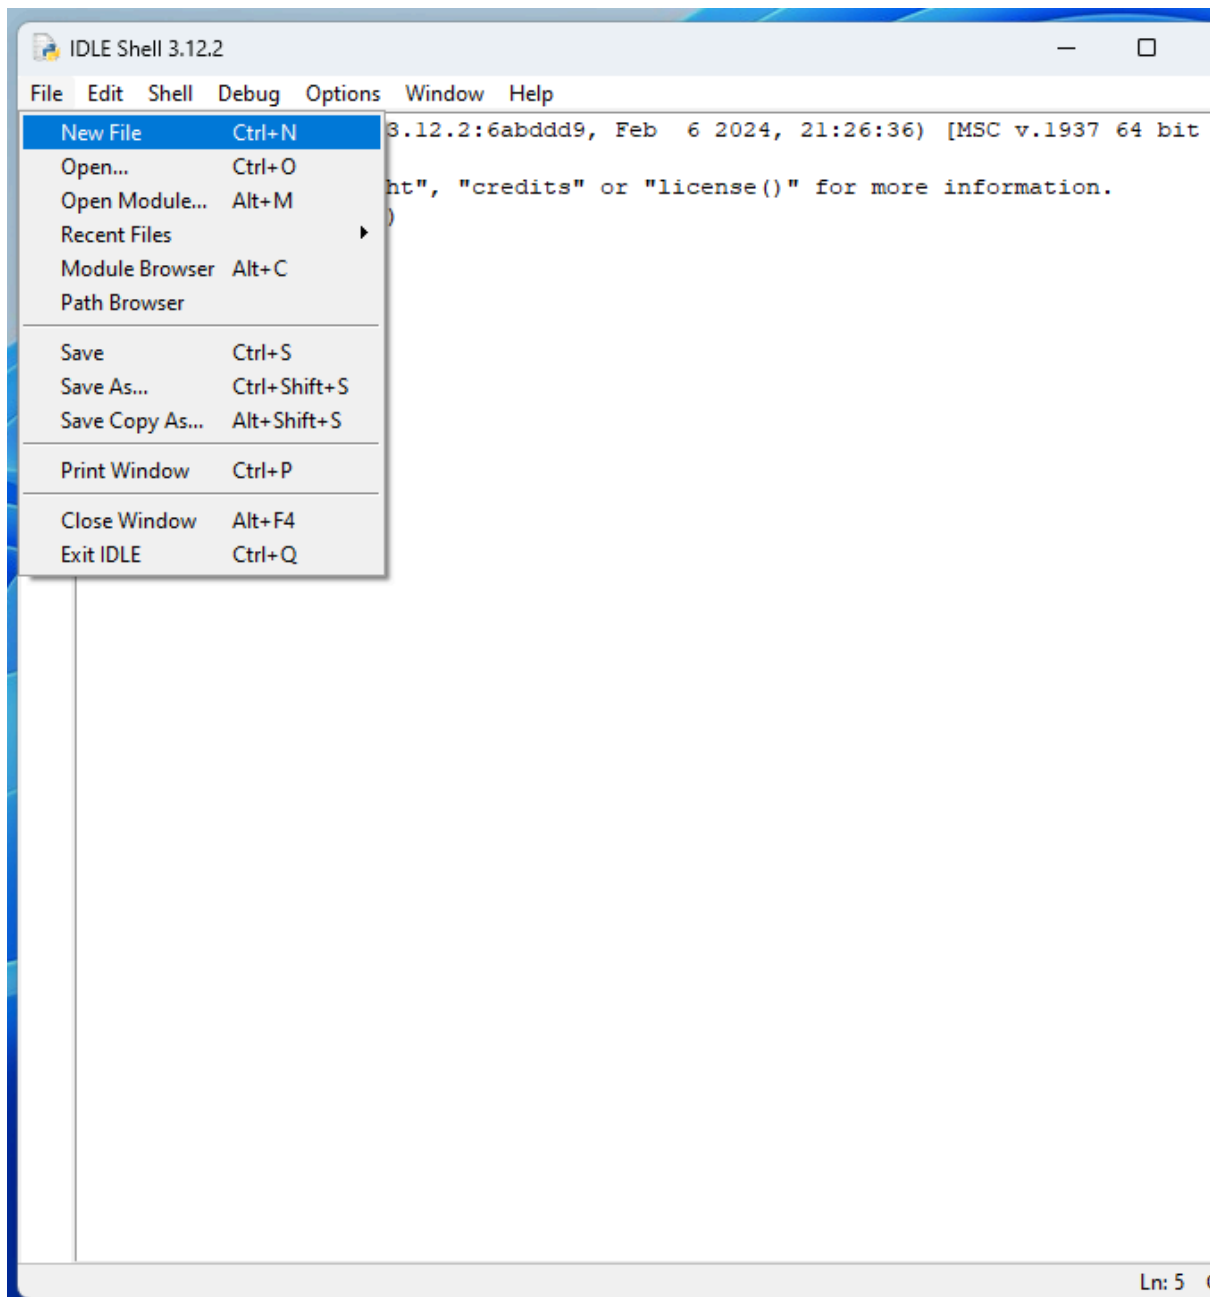 IDLE Shell 3.12.2
File Edit Shell Debug Options Window Help
New File Ctrl+N
3.12.2:6abddd9, Feb 6 2024, 21:26:36) [MSC v.1937 64 bit
Open... Ctrl+O
ht", "credits" or "license()" for more information.
Open Module... Alt+M
)
Recent Files
Module Browser Alt+C
Path Browser
Save Ctrl+S
Save As... Ctrl+Shift+S
Save Copy As... Alt+Shift+S
Print Window Ctrl+P
Close Window Alt+F4
Exit IDLE Ctrl+Q
Ln: 5